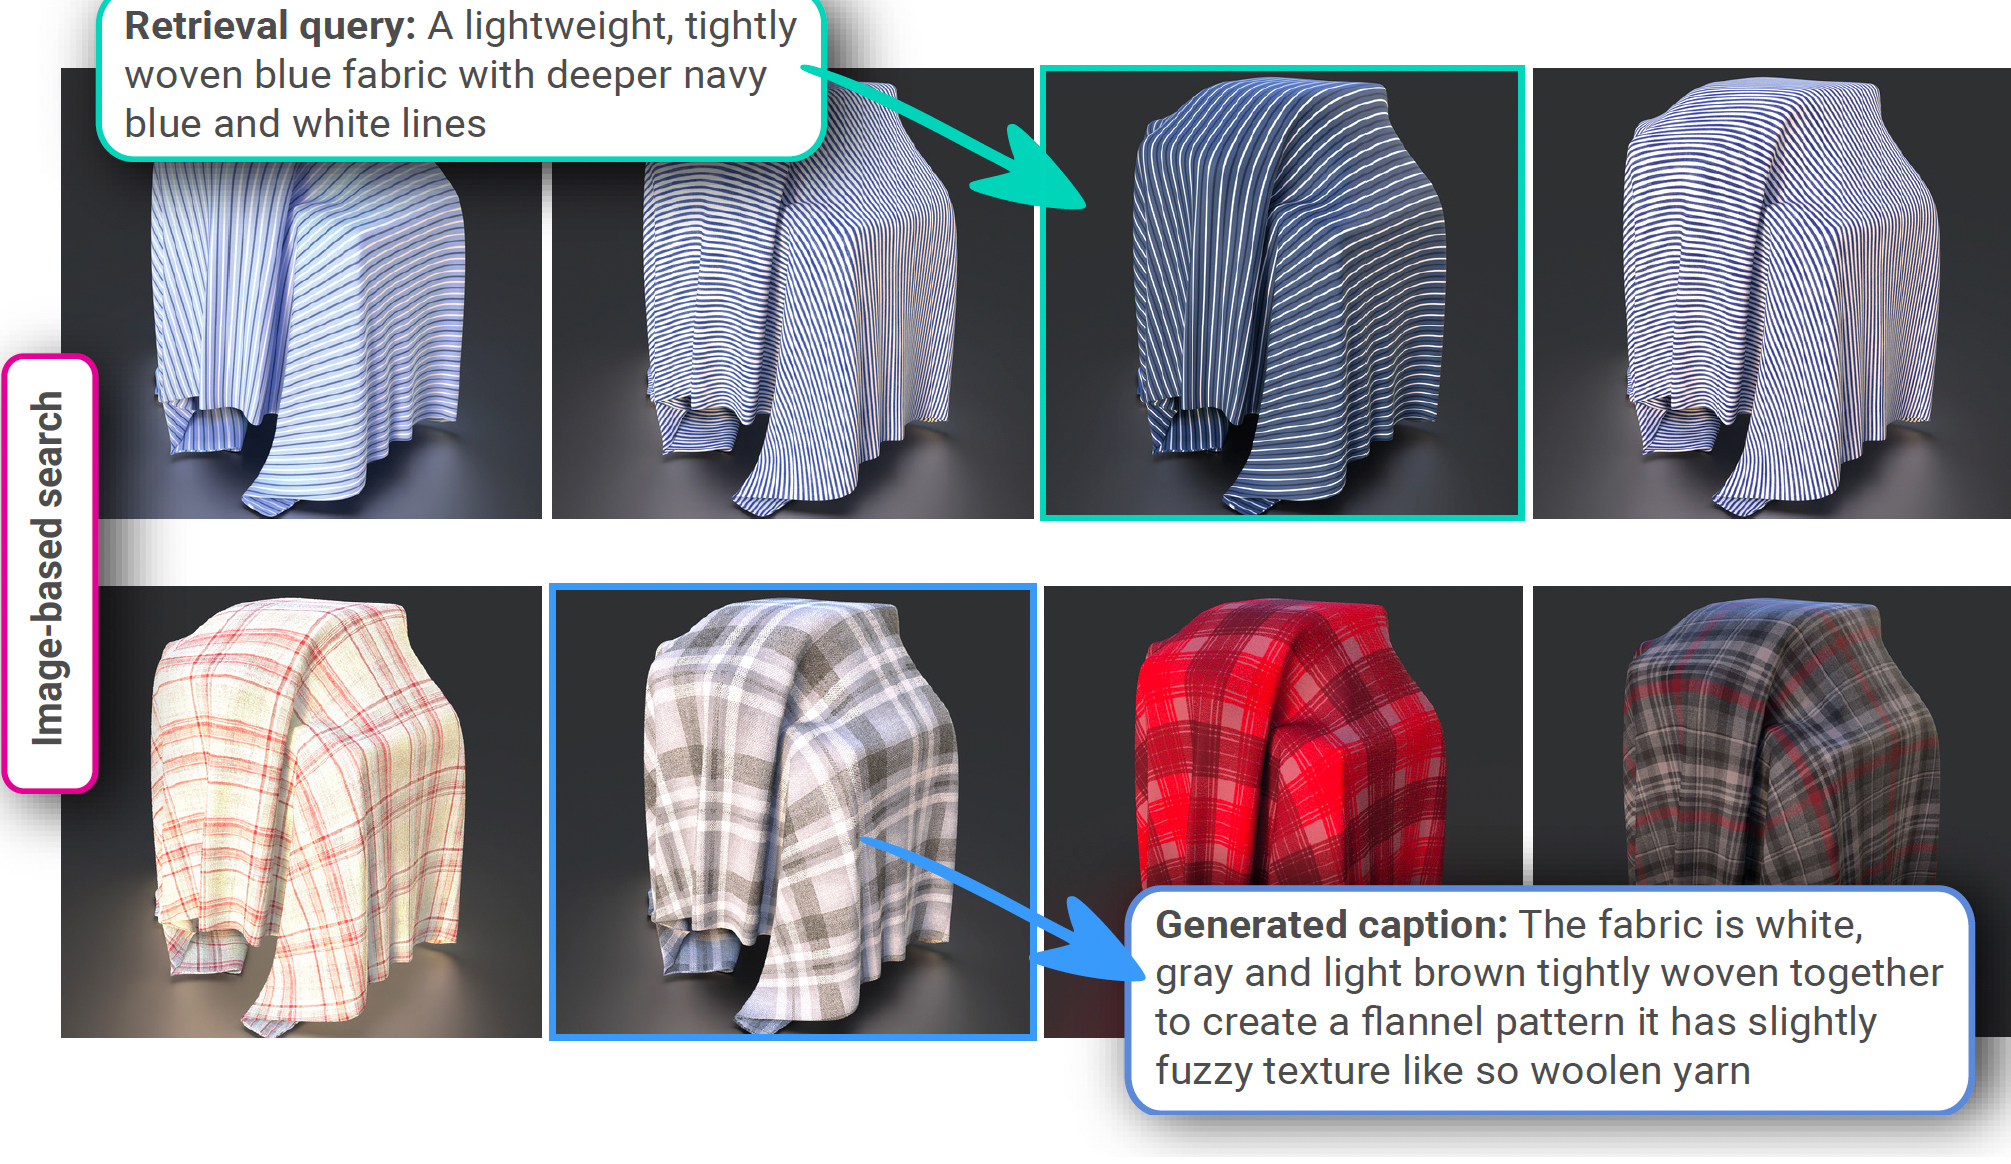 Retrieval query: A lightweight, tightly
woven blue fabric with deeper navy
blue and white lines
Image-based search
Generated caption: The fabric is white,
gray and light brown tightly woven together
to create a flannel pattern it has slightly
fuzzy texture like so woolen yarn